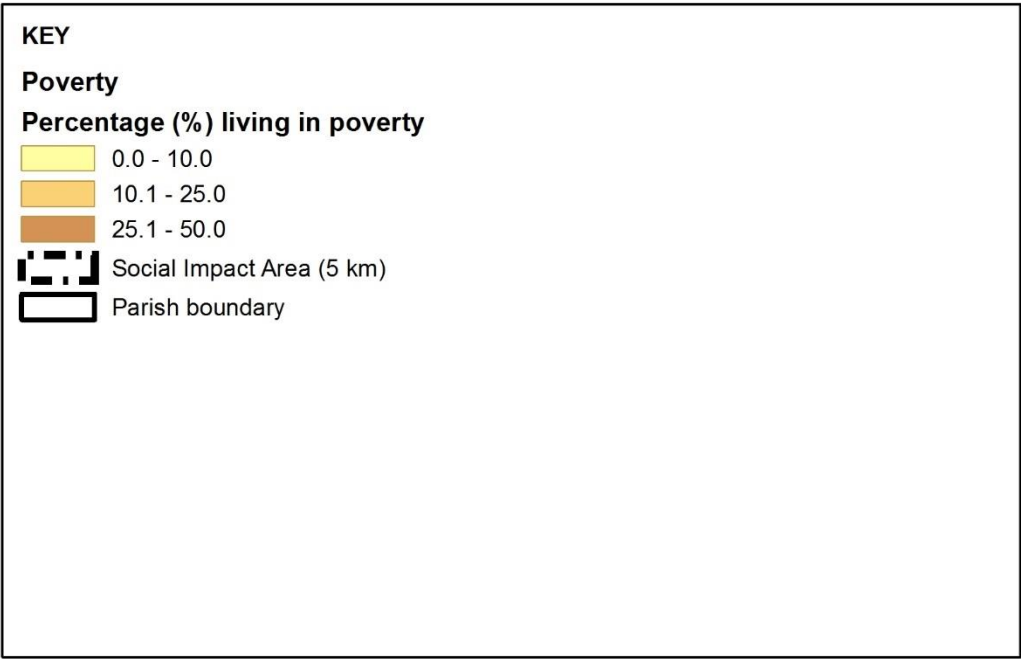 KEY
Poverty
Percentage (%) living in poverty
0.0 - 10.0
10.1 - 25.0
25.1 - 50.0
Social Impact Area (5 km)
Parish boundary